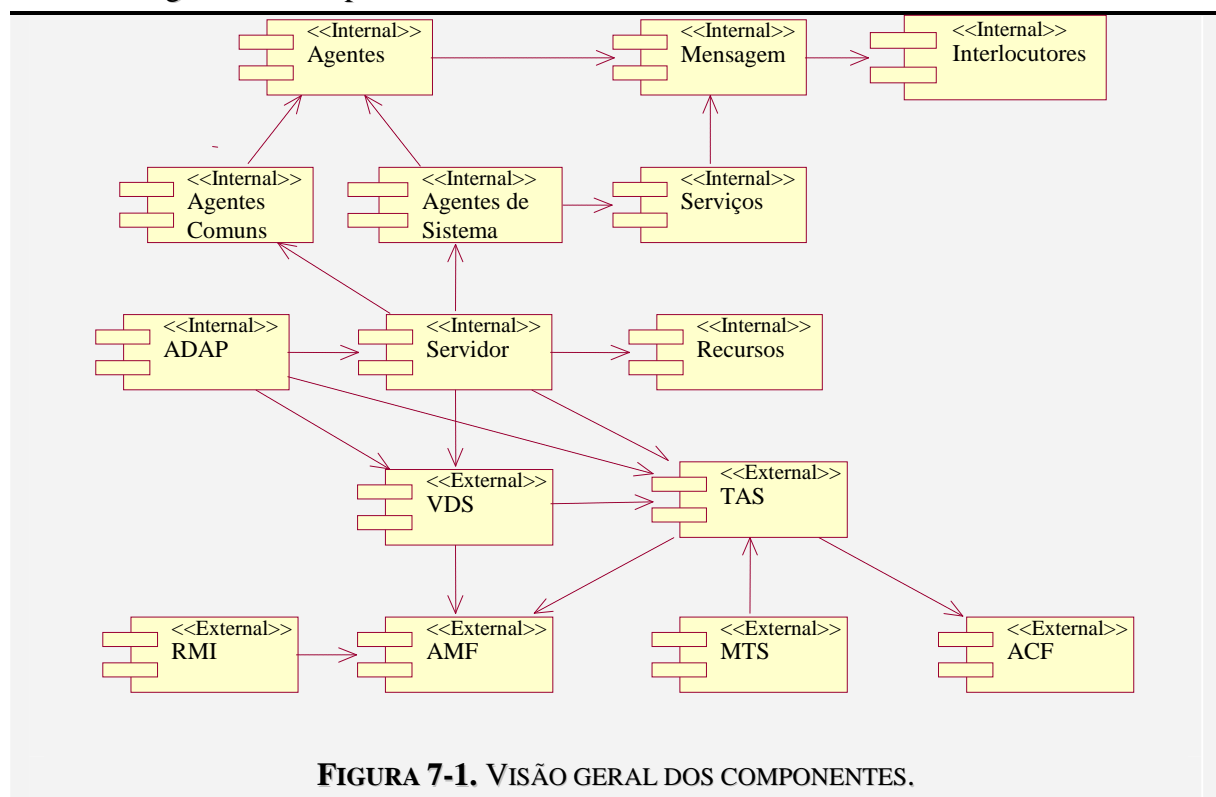 <<Internal>>
Agentes
<<Internal>>
Mensagem
<<Internal>>
Interlocutores
<<Internal>>
Agentes
Comuns
<<Internal>>
Agentes de
Sistema
<<Internal>>
Serviços
<<Internal>>
ADAP
<<Internal>>
Servidor
<<Internal>>
Recursos
<<External>>
VDS
<<External>>
TAS
<<External>>
RMI
<<External>>
AMF
<<External>>
MTS
<<External>>
ACF
FIGURA 7-1. VISÃO GERAL DOS COMPONENTES.